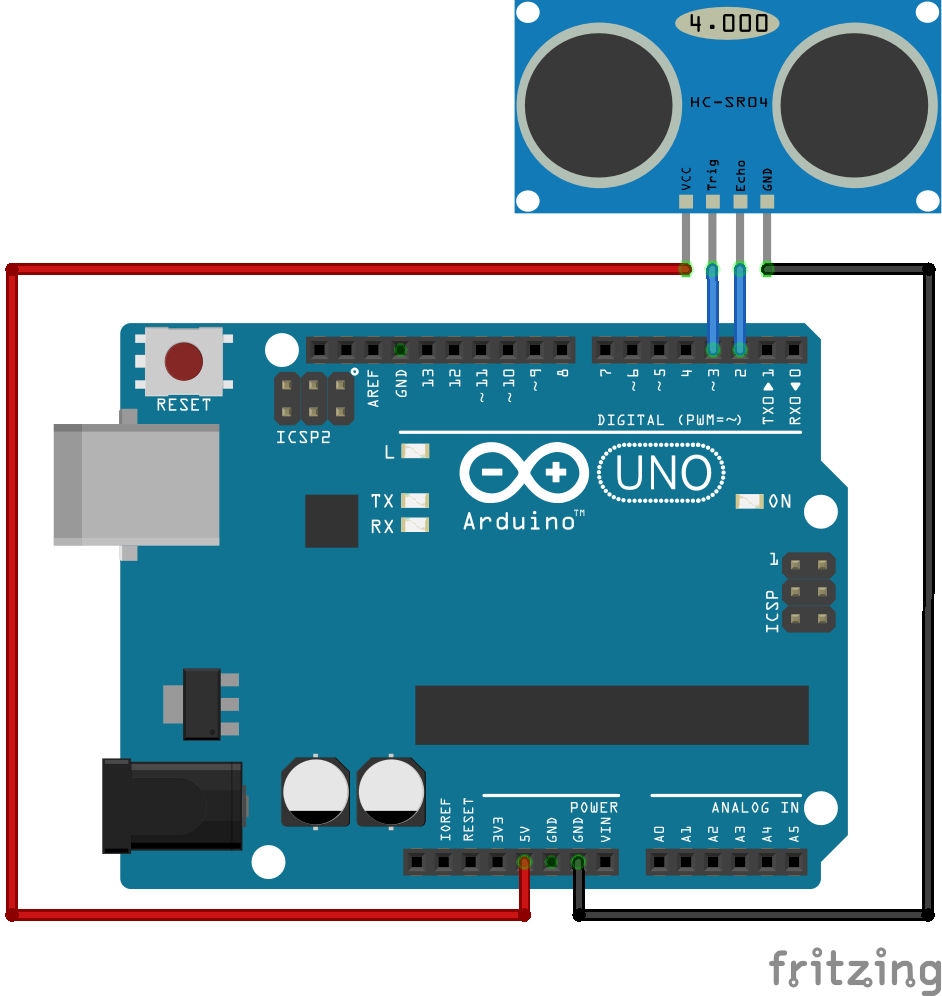 4.000
HC-SR04
VCC
Trig
Echo
GND
RESET
ICSP2
AREF
GND
13
12
~11
~10
~9
8
7
~6
~5
4
~3
2
TX0 ▶ 1
RX0 ◀ 0
DIGITAL (PWM=~)
L
TX
RX
UNO
Arduino™
ON
1
ICSP
IOREF
RESET
3V3
5V
GND
GND
VIN
POWER
ANALOG IN
A0
A1
A2
A3
A4
A5
fritzing